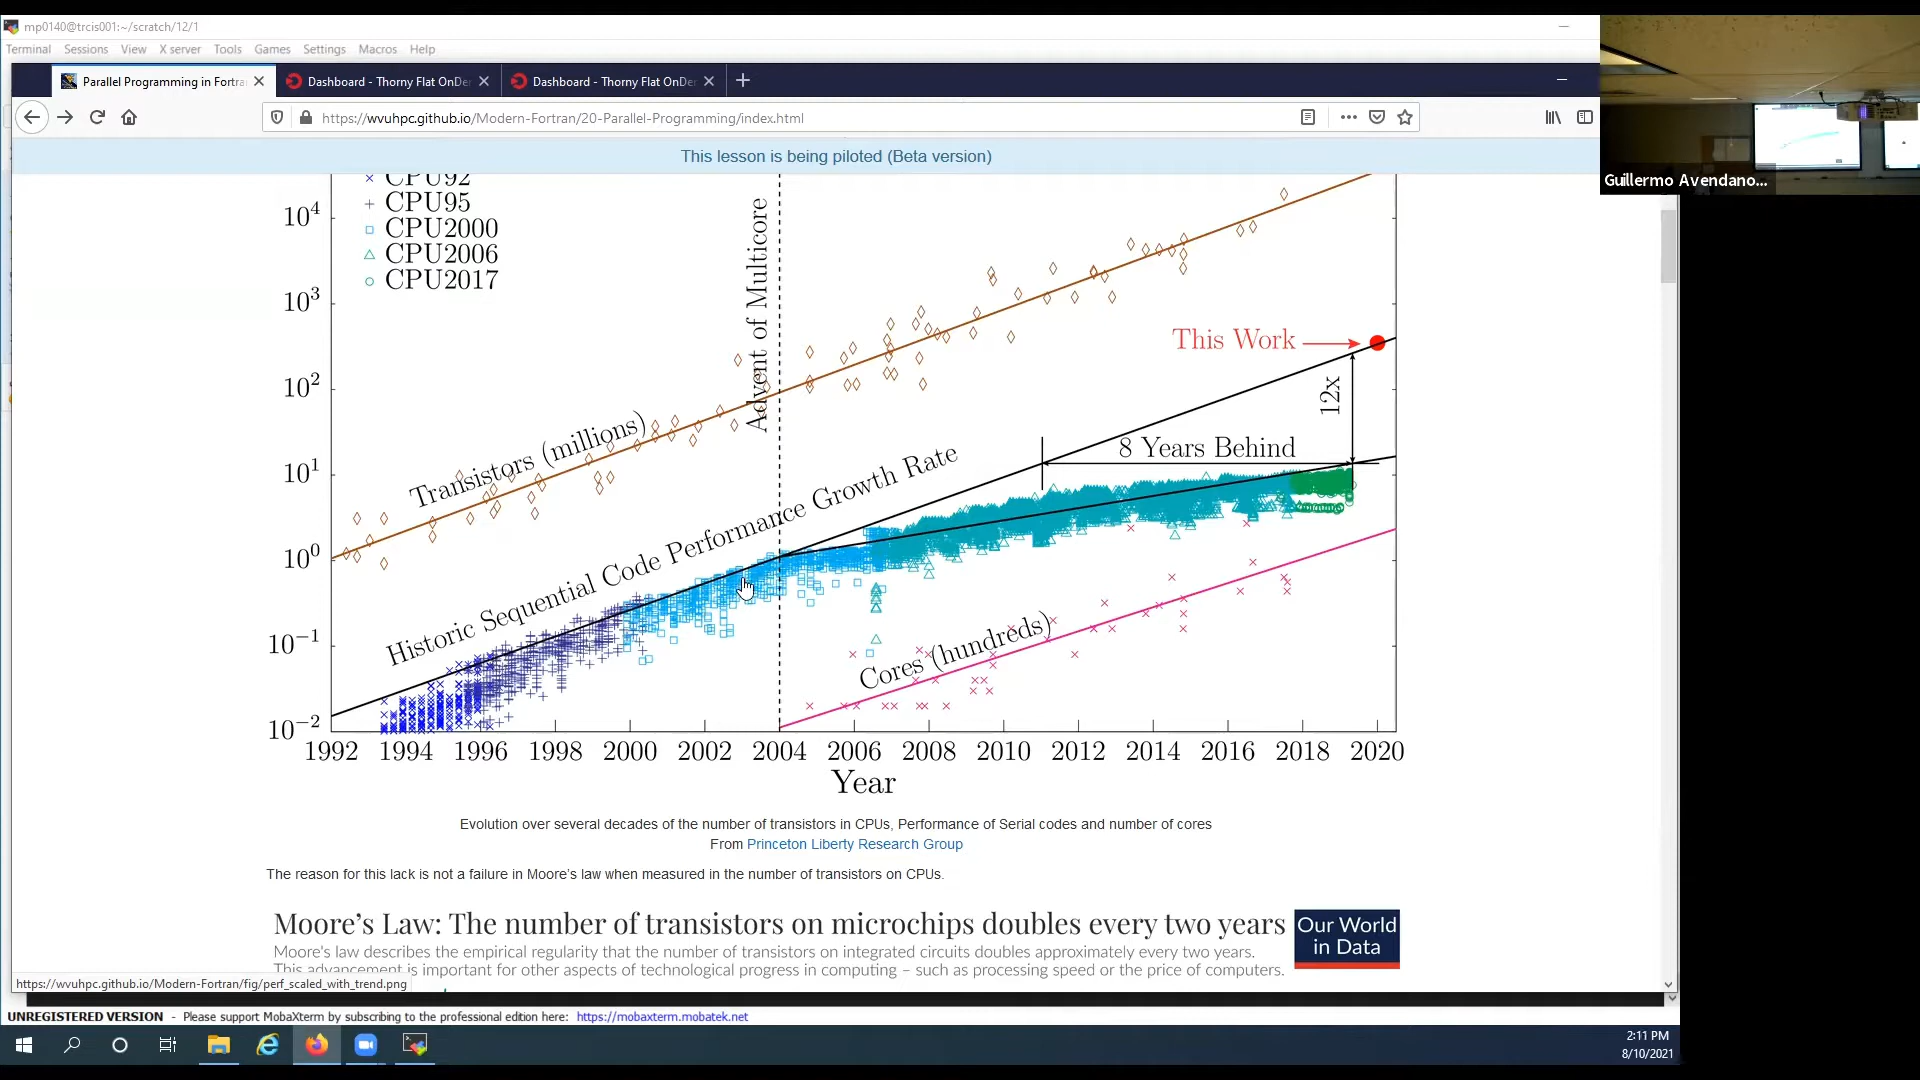 mp0140@trcis001:~/scratch/12/1
Terminal Sessions View X server Tools Games Settings Macros Help
Parallel Programming in Fortra
Dashboard - Thorny Flat OnDe
Dashboard - Thorny Flat OnDe
https://wvuhpc.github.io/Modern-Fortran/20-Parallel-Programming/index.html
This lesson is being piloted (Beta version)
Guillermo Avendano...
CPU92
CPU95
CPU2000
CPU2006
CPU2017
10^4
10^3
10^2
10^1
10^0
10^-1
10^-2
Advent of Multicore
Transistors (millions)
Historic Sequential Code Performance Growth Rate
This Work
12x
8 Years Behind
Cores (hundreds)
1992 1994 1996 1998 2000 2002 2004 2006 2008 2010 2012 2014 2016 2018 2020
Year
Evolution over several decades of the number of transistors in CPUs, Performance of Serial codes and number of cores
From Princeton Liberty Research Group
The reason for this lack is not a failure in Moore's law when measured in the number of transistors on CPUs.
Moore's Law: The number of transistors on microchips doubles every two years
Our World
in Data
Moore's law describes the empirical regularity that the number of transistors on integrated circuits doubles approximately every two years.
This advancement is important for other aspects of technological progress in computing – such as processing speed or the price of computers.
https://wvuhpc.github.io/Modern-Fortran/fig/perf_scaled_with_trend.png
UNREGISTERED VERSION - Please support MobaXterm by subscribing to the professional edition here: https://mobaxterm.mobatek.net
2:11 PM
8/10/2021